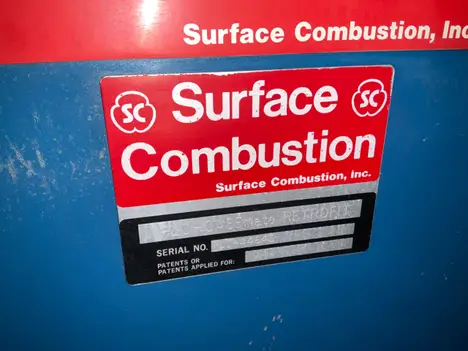 Surface Combustion, Inc
SC Surface SC
Combustion
Surface Combustion, Inc.
RETROFIT
SERIAL NO.
PATENTS OR
PATENTS APPLIED FOR: